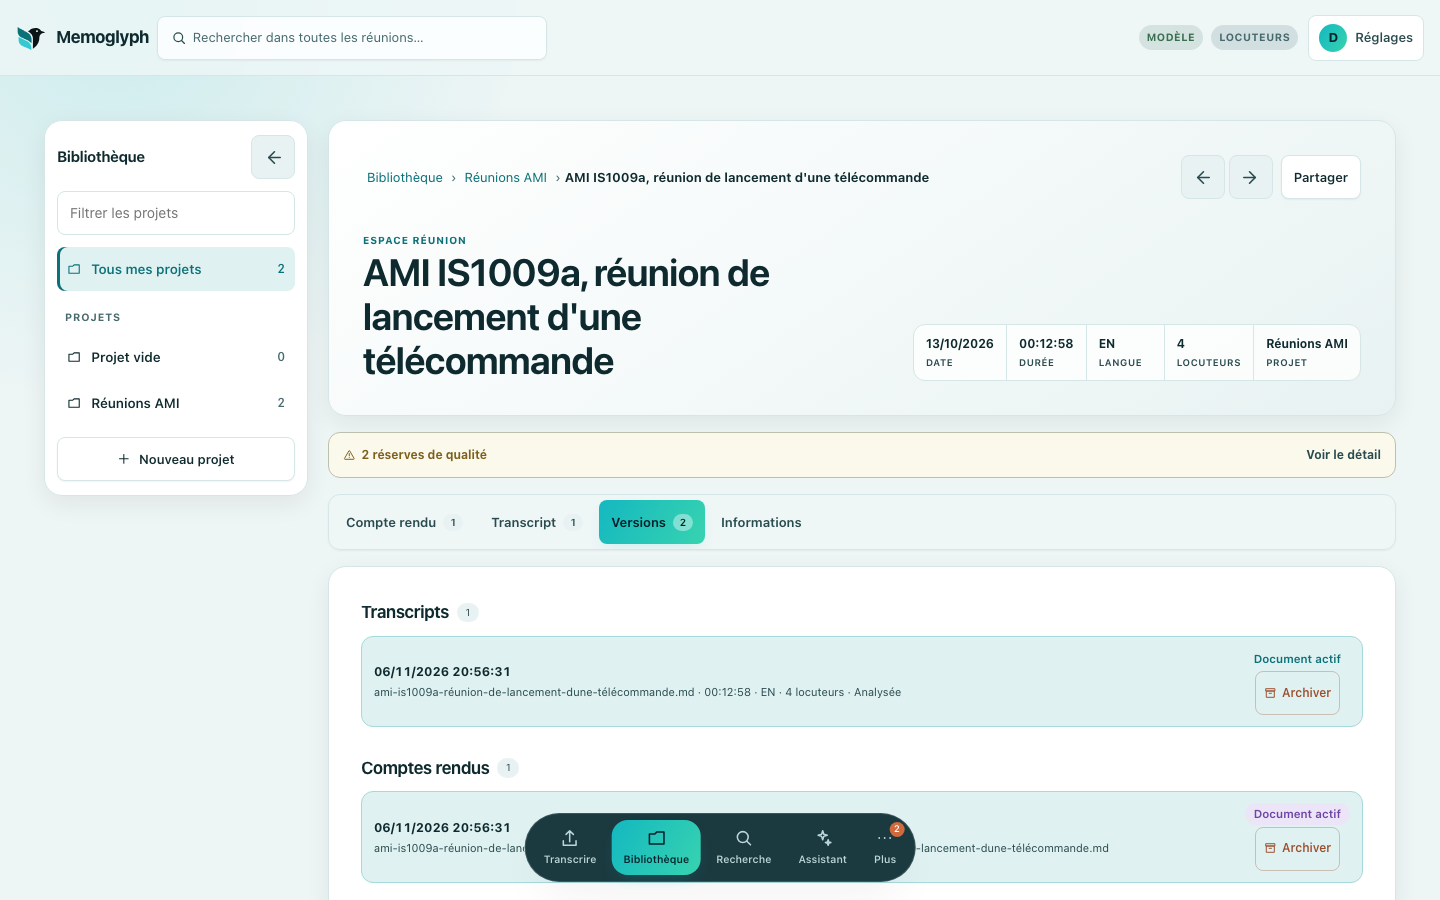 Memoglyph
Rechercher dans toutes les réunions...
MODÈLE
LOCUTEURS
D
Réglages
Bibliothèque
Filtrer les projets
Tous mes projets 2
PROJETS
Projet vide 0
Réunions AMI 2
Nouveau projet
Bibliothèque › Réunions AMI › AMI IS1009a, réunion de lancement d'une télécommande
Partager
ESPACE RÉUNION
AMI IS1009a, réunion de
lancement d'une
télécommande
13/10/2026 00:12:58 EN 4 Réunions AMI
DATE DURÉE LANGUE LOCUTEURS PROJET
2 réserves de qualité
Voir le détail
Compte rendu 1 Transcript 1 Versions 2 Informations
Transcripts 1
06/11/2026 20:56:31
ami-is1009a-réunion-de-lancement-dune-télécommande.md · 00:12:58 · EN · 4 locuteurs · Analysée
Document actif
Archiver
Comptes rendus 1
06/11/2026 20:56:31
ami-is1009a-réunion-de-
-lancement-dune-télécommande.md
Document actif
Archiver
Transcrire
Bibliothèque
Recherche
Assistant
Plus
2